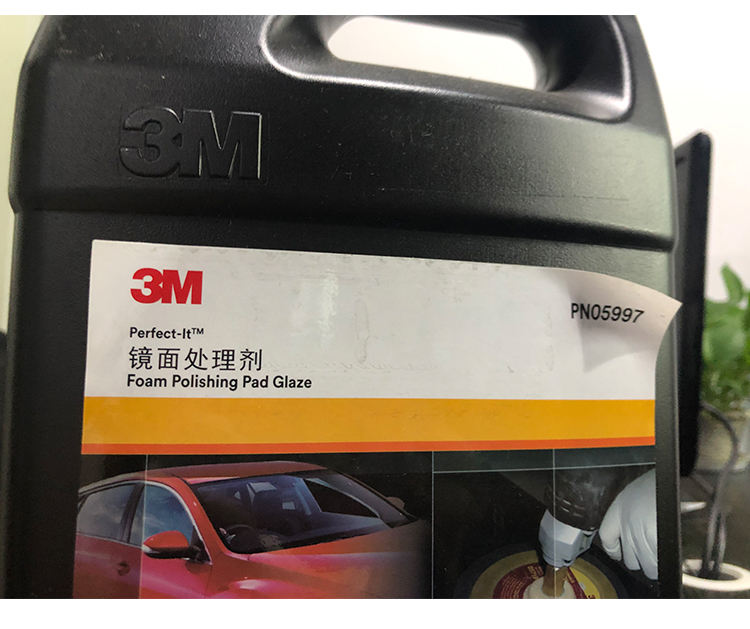 3M
3M
PN05997
Perfect-It™
镜面处理剂
Foam Polishing Pad Glaze